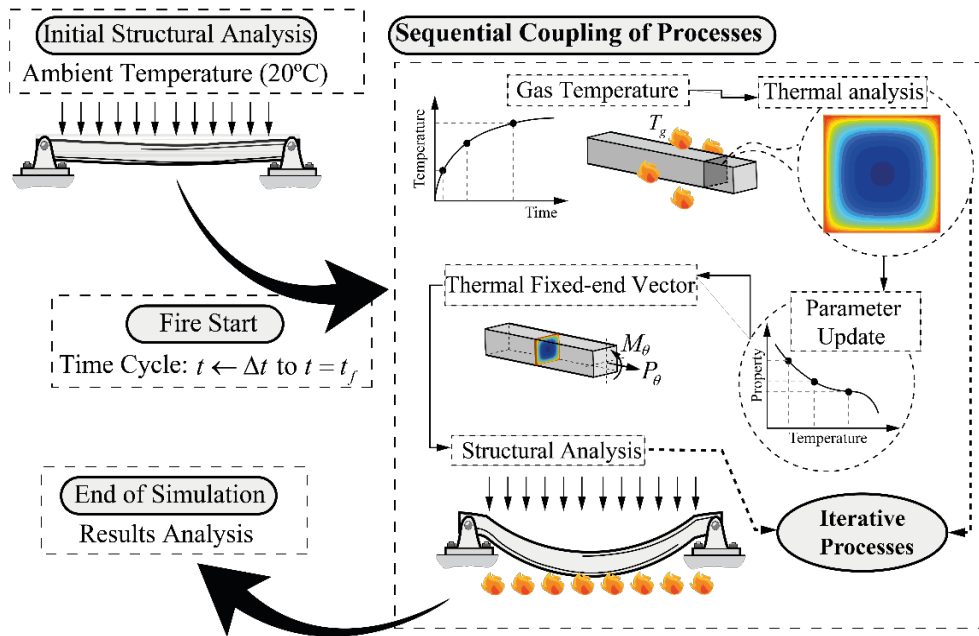 Initial Structural Analysis
Ambient Temperature (20ºC)
Sequential Coupling of Processes
Gas Temperature
Thermal analysis
Temperature
Time
T_g
Fire Start
Time Cycle: t ← Δt to t = t_f
Thermal Fixed-end Vector
M_θ
P_θ
Parameter
Update
Property
Temperature
Structural Analysis
End of Simulation
Results Analysis
Iterative
Processes